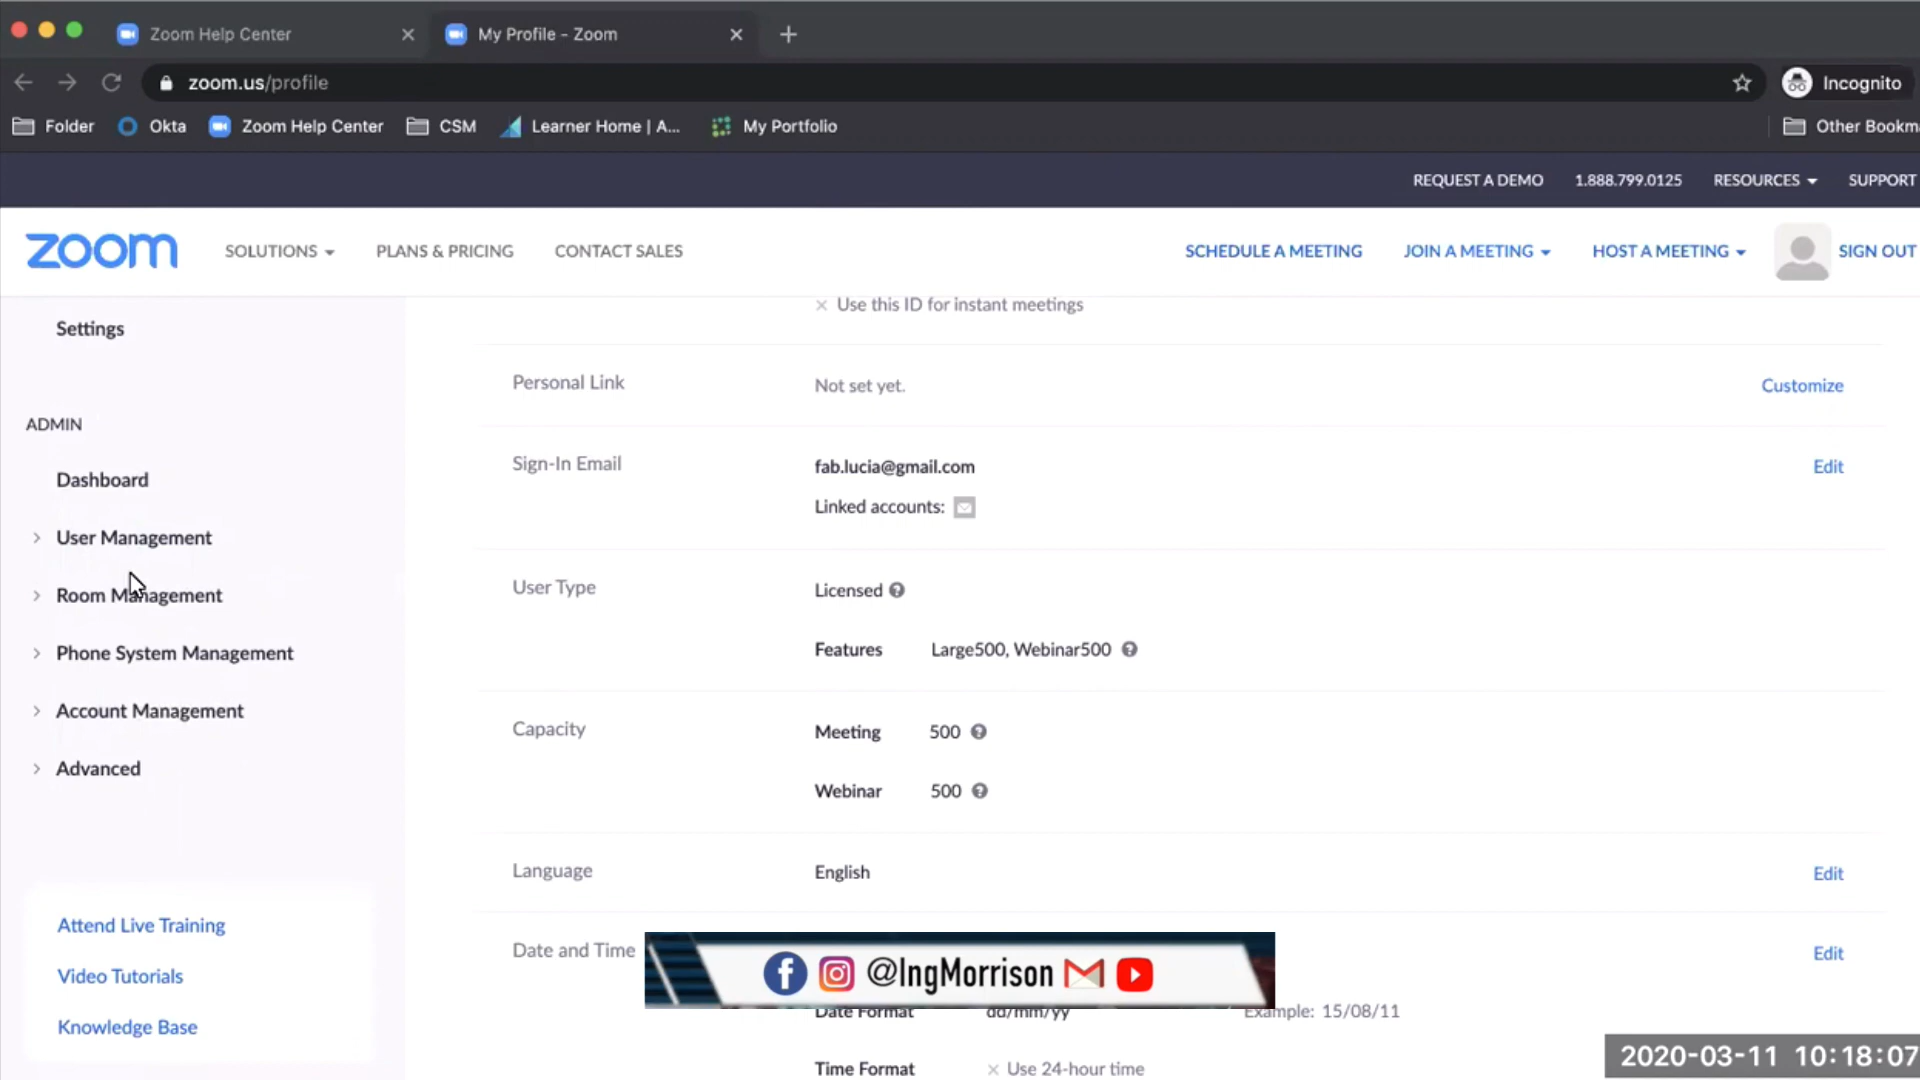 Zoom Help Center
My Profile - Zoom
zoom.us/profile
Incognito
Folder
Okta
Zoom Help Center
CSM
Learner Home | A...
My Portfolio
Other Bookma
REQUEST A DEMO
1.888.799.0125
RESOURCES
SUPPORT
zoom
SOLUTIONS
PLANS & PRICING
CONTACT SALES
SCHEDULE A MEETING
JOIN A MEETING
HOST A MEETING
SIGN OUT
Settings
ADMIN
Dashboard
User Management
Room Management
Phone System Management
Account Management
Advanced
Attend Live Training
Video Tutorials
Knowledge Base
Use this ID for instant meetings
Personal Link
Not set yet.
Customize
Sign-In Email
fab.lucia@gmail.com
Edit
Linked accounts:
User Type
Licensed
Features
Large500, Webinar500
Capacity
Meeting
500
Webinar
500
Language
English
Edit
Date and Time
Edit
@IngMorrison
Date Format
dd/mm/yy
Example: 15/08/11
Time Format
Use 24-hour time
2020-03-11 10:18:07